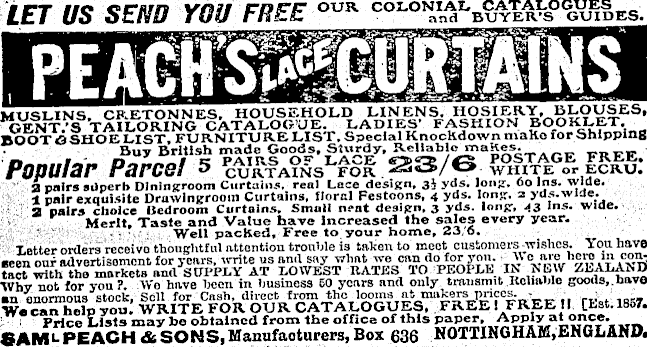 LET US SEND YOU FREE OUR COLONIAL CATALOGUES and BUYER'S GUIDES.
PEACH'S LACE CURTAINS
MUSLINS, CRETONNES, HOUSEHOLD LINENS, HOSIERY, BLOUSES,
GENT.'S TAILORING CATALOGUE. LADIES' FASHION BOOKLET.
BOOT & SHOE LIST, FURNITURE LIST, Special Knockdown make for Shipping
Buy British made Goods, Sturdy, Reliable makes.
Popular Parcel 5 PAIRS OF LACE CURTAINS FOR 23/6 POSTAGE FREE. WHITE or ECRU.
2 pairs superb Diningroom Curtains, real Lace design, 3½ yds. long, 60 Ins. wide.
1 pair exquisite Drawingroom Curtains, floral Festoons, 4 yds. long, 2 yds. wide.
2 pairs choice Bedroom Curtains, Small neat design, 3 yds. long, 43 Ins. wide.
Merit, Taste and Value have Increased the sales every year.
Well packed, Free to your home, 23/6.
Letter orders receive thoughtful attention trouble is taken to meet customers wishes. You have
seen our advertisement for years, write us and say what we can do for you. We are here in con-
tact with the markets and SUPPLY AT LOWEST RATES TO PEOPLE IN NEW ZEALAND
Why not for you?. We have been in business 50 years and only transmit Reliable goods, have
an enormous stock, Sell for Cash, direct from the looms at makers prices.
We can help you. WRITE FOR OUR CATALOGUES, FREE! FREE!! [Est. 1857.
Price Lists may be obtained from the office of this paper, Apply at once.
SAML PEACH & SONS, Manufacturers, Box 636 NOTTINGHAM, ENGLAND.